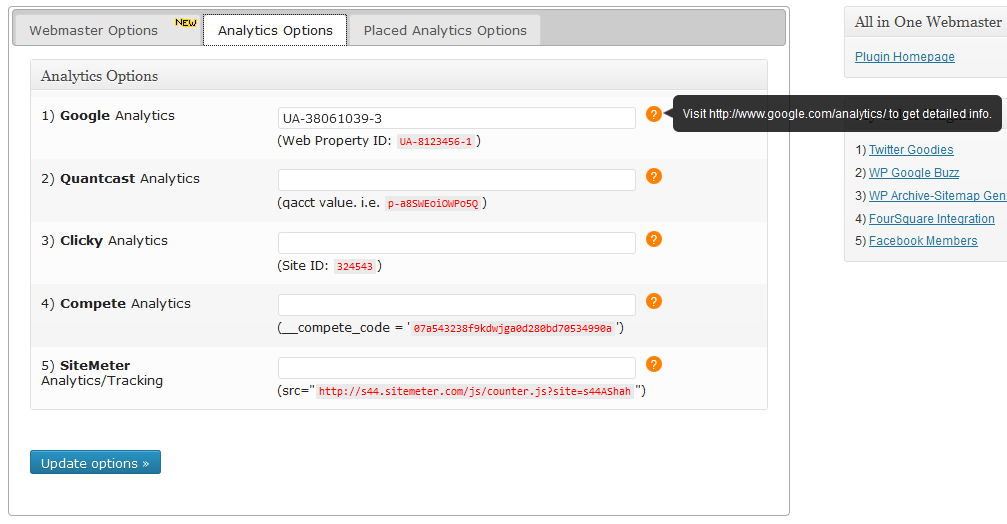 Webmaster Options
NEW
Analytics Options
Placed Analytics Options
Analytics Options
1) Google Analytics
UA-38061039-3
?
(Web Property ID: UA-8123456-1)
2) Quantcast Analytics
?
(qacct value. i.e. p-a8SWEoiOWPo5Q)
3) Clicky Analytics
?
(Site ID: 324543)
4) Compete Analytics
?
(__compete_code = '07a543238f9kdwjga0d280bd70534990a')
5) SiteMeter
Analytics/Tracking
?
(src="http://s44.sitemeter.com/js/counter.js?site=s44AShah")
Update options »
All in One Webmaster
Plugin Homepage
Visit http://www.google.com/analytics/ to get detailed info.
1) Twitter Goodies
2) WP Google Buzz
3) WP Archive-Sitemap Gen
4) FourSquare Integration
5) Facebook Members